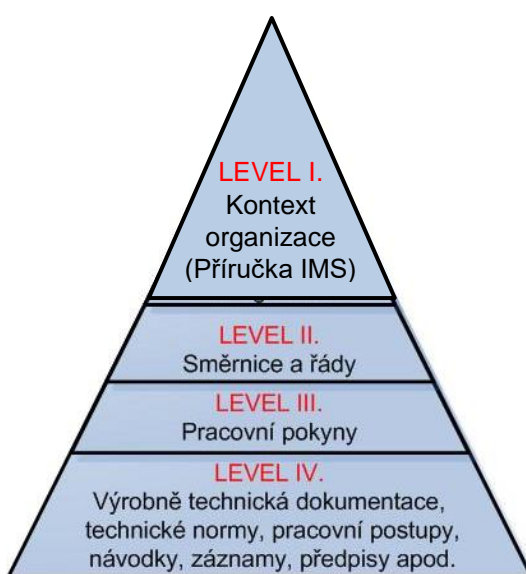 LEVEL I.
Kontext
organizace
(Příručka IMS)
LEVEL II.
Směrnice a řády
LEVEL III.
Pracovní pokyny
LEVEL IV.
Výrobně technická dokumentace,
technické normy, pracovní postupy,
návodky, záznamy, předpisy apod.